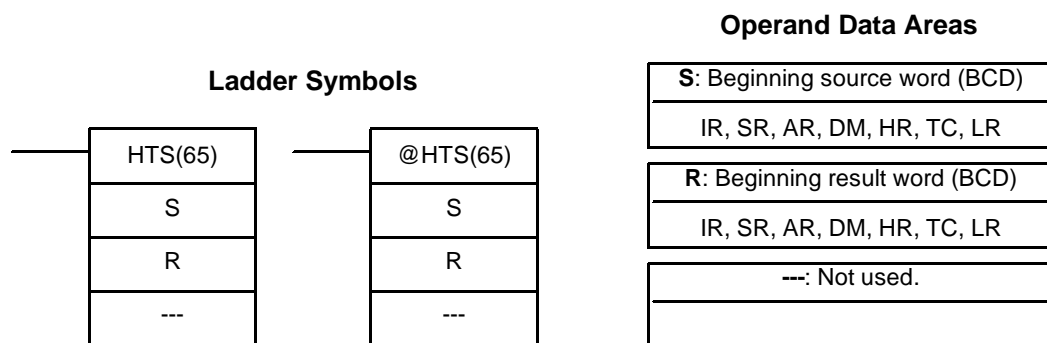 Operand Data Areas
Ladder Symbols
S: Beginning source word (BCD)
IR, SR, AR, DM, HR, TC, LR
HTS(65)
@HTS(65)
R: Beginning result word (BCD)
S
S
IR, SR, AR, DM, HR, TC, LR
R
R
---: Not used.
---
---